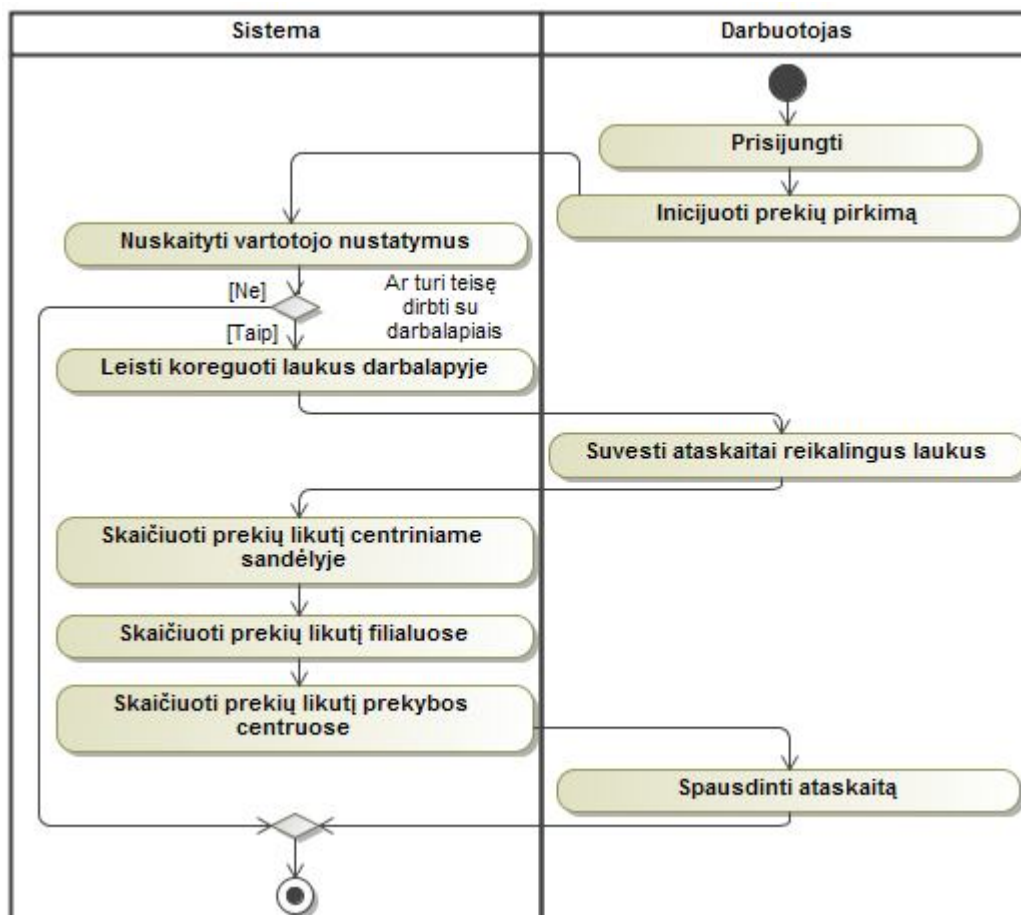 Sistema
Darbuotojas
Prisijungti
Inicijuoti prekių pirkimą
Nuskaityti vartotojo nustatymus
[Ne]
Ar turi teisę
dirbti su
darbalapiais
[Taip]
Leisti koreguoti laukus darbalapyje
Suvesti ataskaitai reikalingus laukus
Skaičiuoti prekių likutį centriniame
sandėlyje
Skaičiuoti prekių likutį filialuose
Skaičiuoti prekių likutį prekybos
centruose
Spausdinti ataskaitą